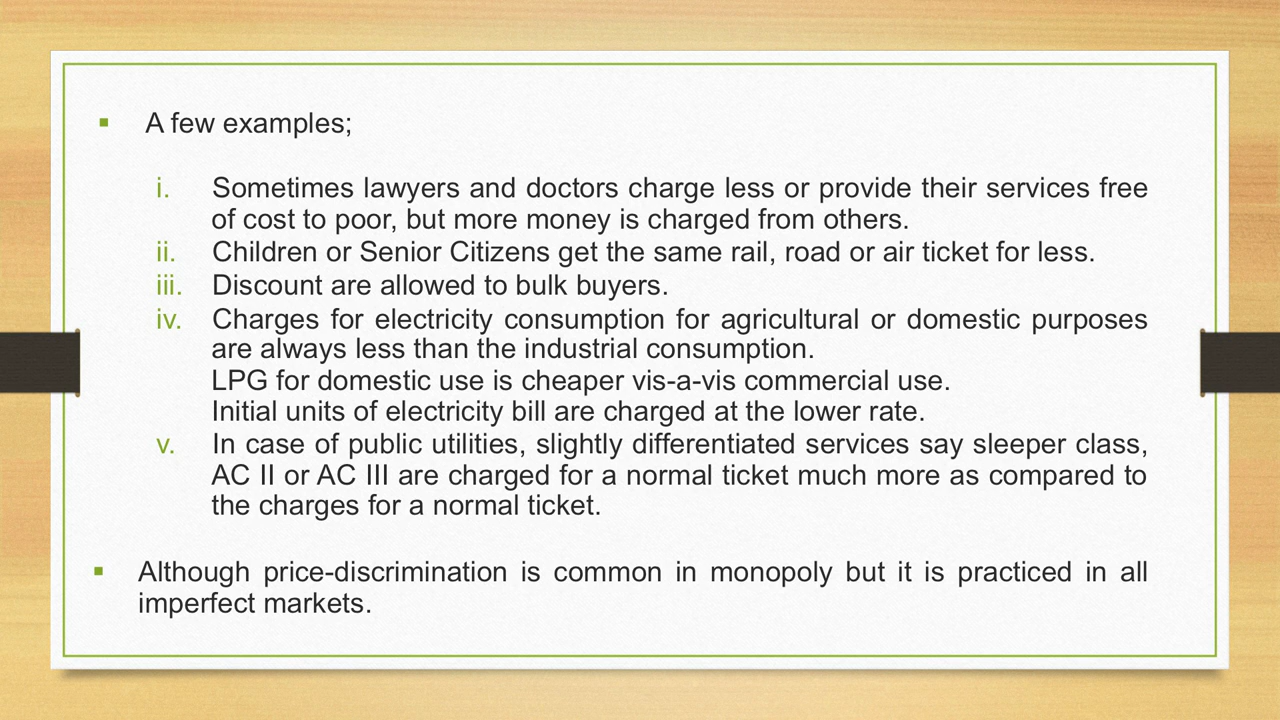 ▪ A few examples;
i. Sometimes lawyers and doctors charge less or provide their services free
of cost to poor, but more money is charged from others.
ii. Children or Senior Citizens get the same rail, road or air ticket for less.
iii. Discount are allowed to bulk buyers.
iv. Charges for electricity consumption for agricultural or domestic purposes
are always less than the industrial consumption.
LPG for domestic use is cheaper vis-a-vis commercial use.
Initial units of electricity bill are charged at the lower rate.
v. In case of public utilities, slightly differentiated services say sleeper class,
AC II or AC III are charged for a normal ticket much more as compared to
the charges for a normal ticket.
▪ Although price-discrimination is common in monopoly but it is practiced in all
imperfect markets.